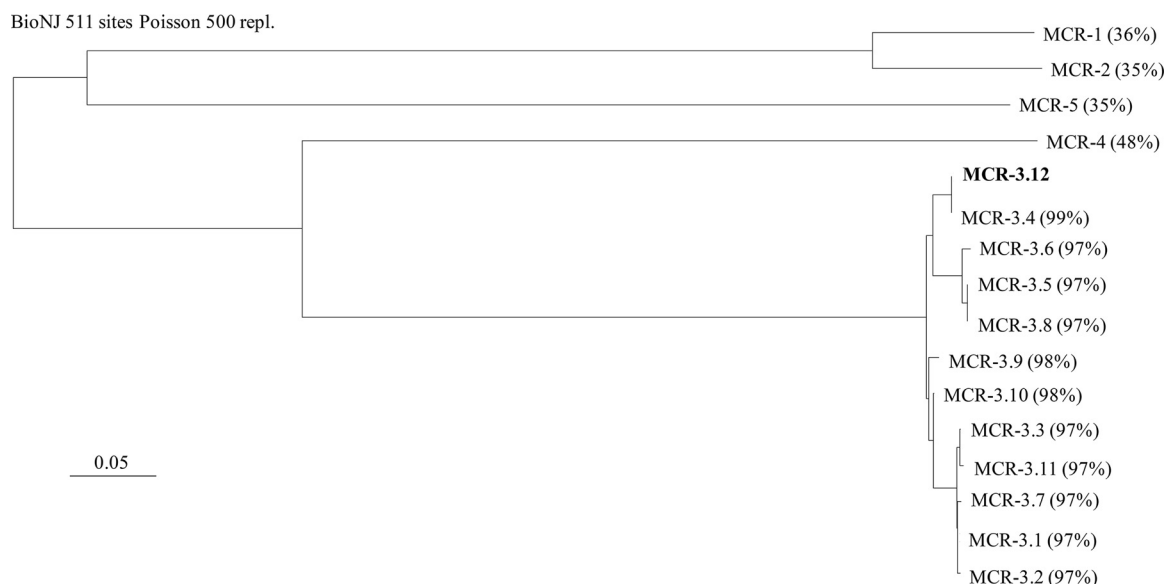 BioNJ 511 sites Poisson 500 repl.
MCR-1 (36%)
MCR-2 (35%)
MCR-5 (35%)
MCR-4 (48%)
MCR-3.12
MCR-3.4 (99%)
MCR-3.6 (97%)
MCR-3.5 (97%)
MCR-3.8 (97%)
MCR-3.9 (98%)
MCR-3.10 (98%)
MCR-3.3 (97%)
0.05
MCR-3.11 (97%)
MCR-3.7 (97%)
MCR-3.1 (97%)
MCR-3.2 (97%)